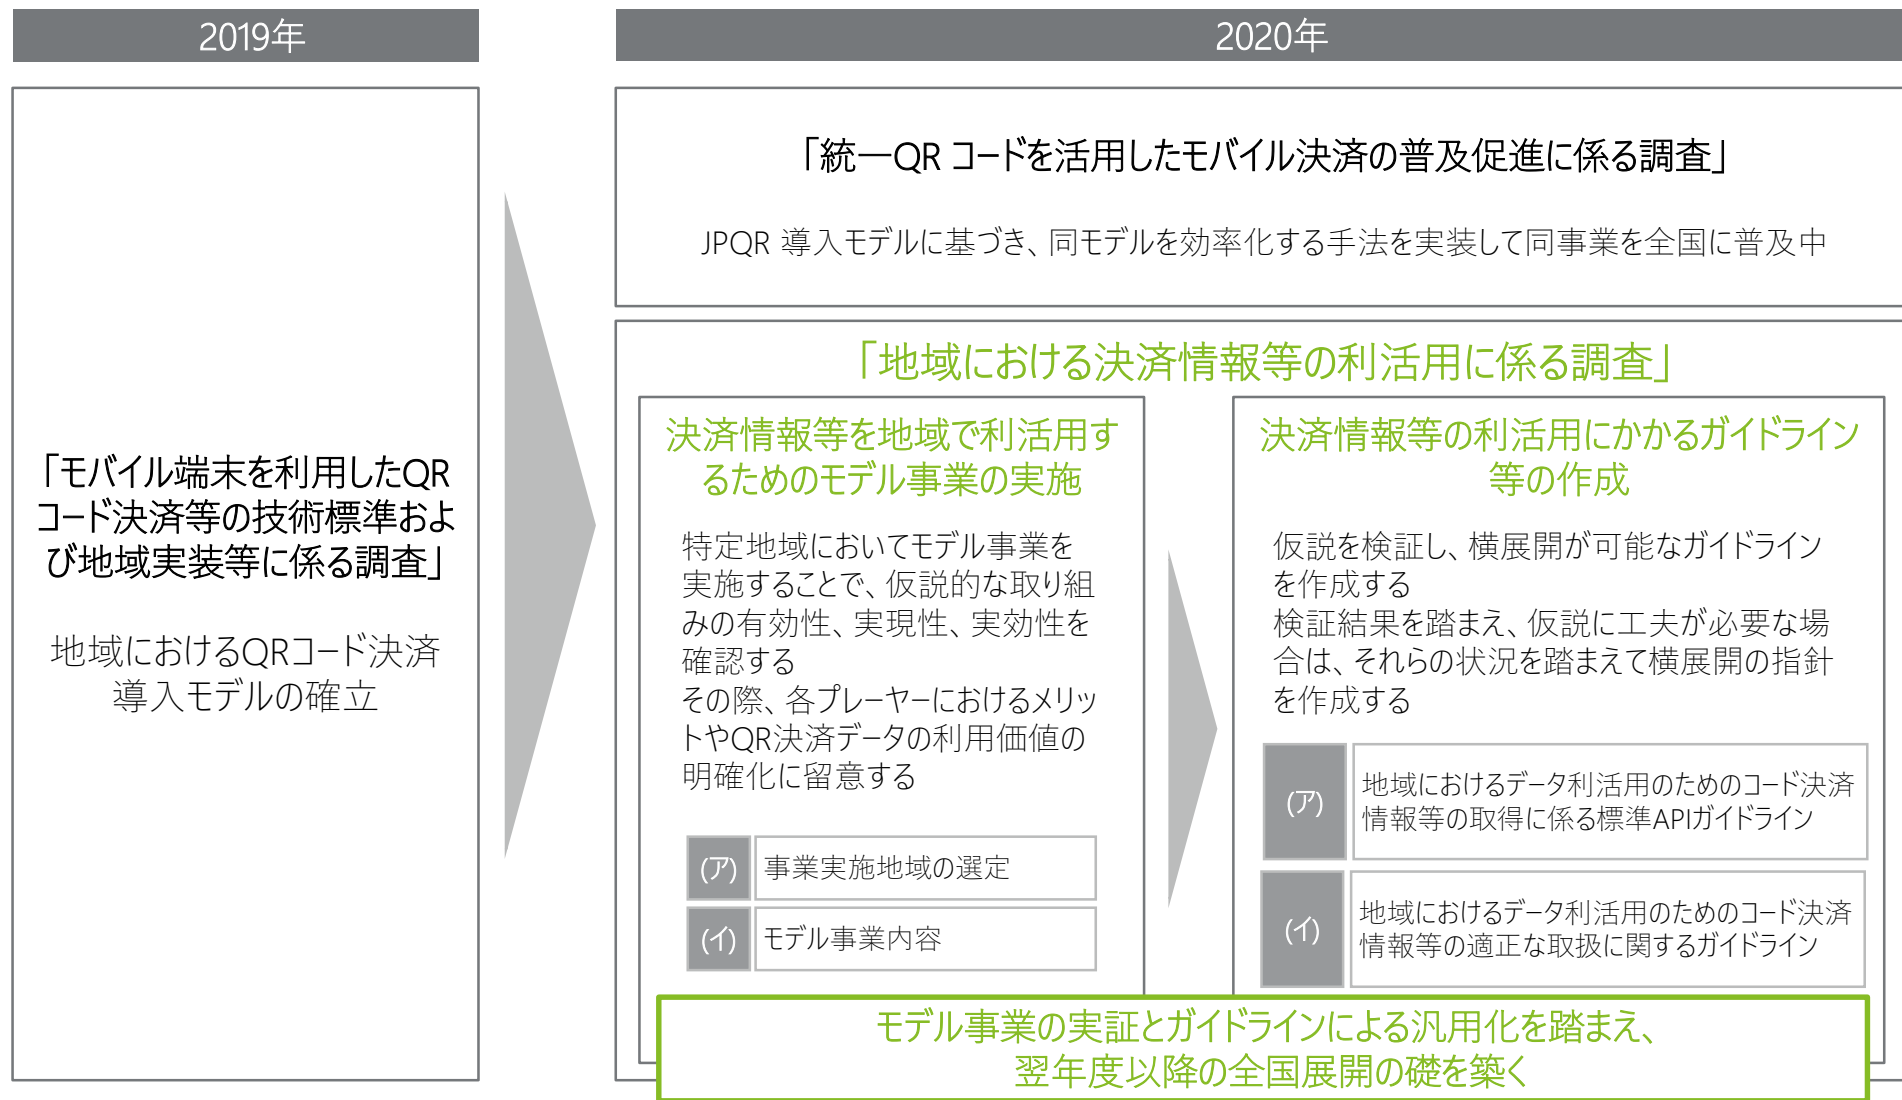 2019年
2020年
「モバイル端末を利用したQR
コード決済等の技術標準およ
び地域実装等に係る調査」
地域におけるQRコード決済
導入モデルの確立
「統一QR コードを活用したモバイル決済の普及促進に係る調査」
JPQR 導入モデルに基づき、同モデルを効率化する手法を実装して同事業を全国に普及中
「地域における決済情報等の利活用に係る調査」
決済情報等を地域で利活用す
るためのモデル事業の実施
特定地域においてモデル事業を
実施することで、仮説的な取り組
みの有効性、実現性、実効性を
確認する
その際、各プレーヤーにおけるメリッ
トやQR決済データの利用価値の
明確化に留意する
(ア) 事業実施地域の選定
(イ) モデル事業内容
決済情報等の利活用にかかるガイドライン
等の作成
仮説を検証し、横展開が可能なガイドライン
を作成する
検証結果を踏まえ、仮説に工夫が必要な場
合は、それらの状況を踏まえて横展開の指針
を作成する
(ア)
地域におけるデータ利活用のためのコード決済
情報等の取得に係る標準APIガイドライン
(イ)
地域におけるデータ利活用のためのコード決済
情報等の適正な取扱に関するガイドライン
モデル事業の実証とガイドラインによる汎用化を踏まえ、
翌年度以降の全国展開の礎を築く